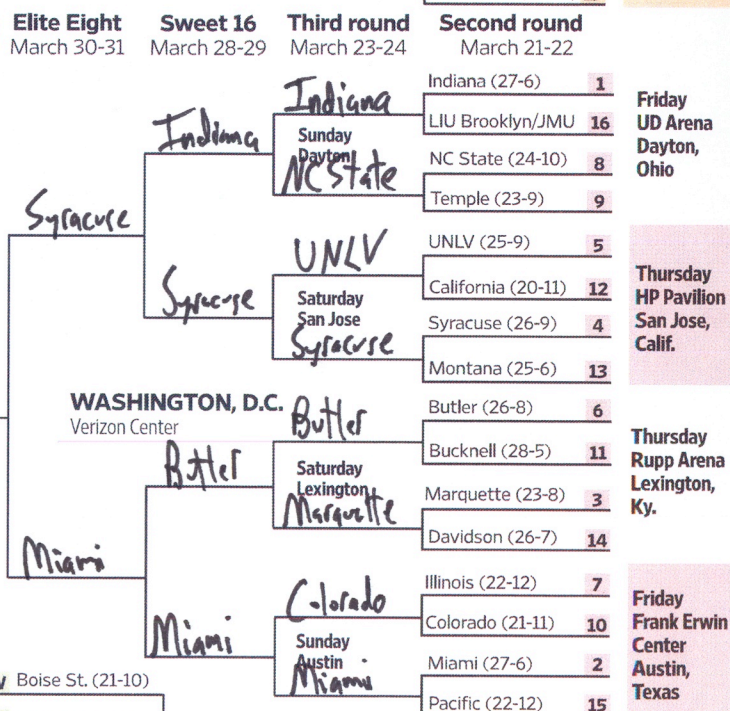 Elite Eight Sweet 16 Third round Second round
March 30-31 March 28-29 March 23-24 March 21-22
Indiana (27-6) 1
Indiana
Friday
UD Arena
Dayton,
Ohio
LIU Brooklyn/JMU 16
Indiana
Sunday
Dayton
NC State (24-10) 8
NC State
Temple (23-9) 9
Syracuse
UNLV (25-9) 5
UNLV
Thursday
HP Pavilion
San Jose,
Calif.
California (20-11) 12
Syracuse
Saturday
San Jose
Syracuse (26-9) 4
Syracuse
Montana (25-6) 13
WASHINGTON, D.C.
Verizon Center
Butler (26-8) 6
Butler
Thursday
Rupp Arena
Lexington,
Ky.
Bucknell (28-5) 11
Butler
Saturday
Lexington
Marquette (23-8) 3
Marquette
Davidson (26-7) 14
Miami
Illinois (22-12) 7
Colorado
Friday
Frank Erwin
Center
Austin,
Texas
Colorado (21-11) 10
Miami
Sunday
Austin
Miami (27-6) 2
Miami
Boise St. (21-10)
Pacific (22-12) 15